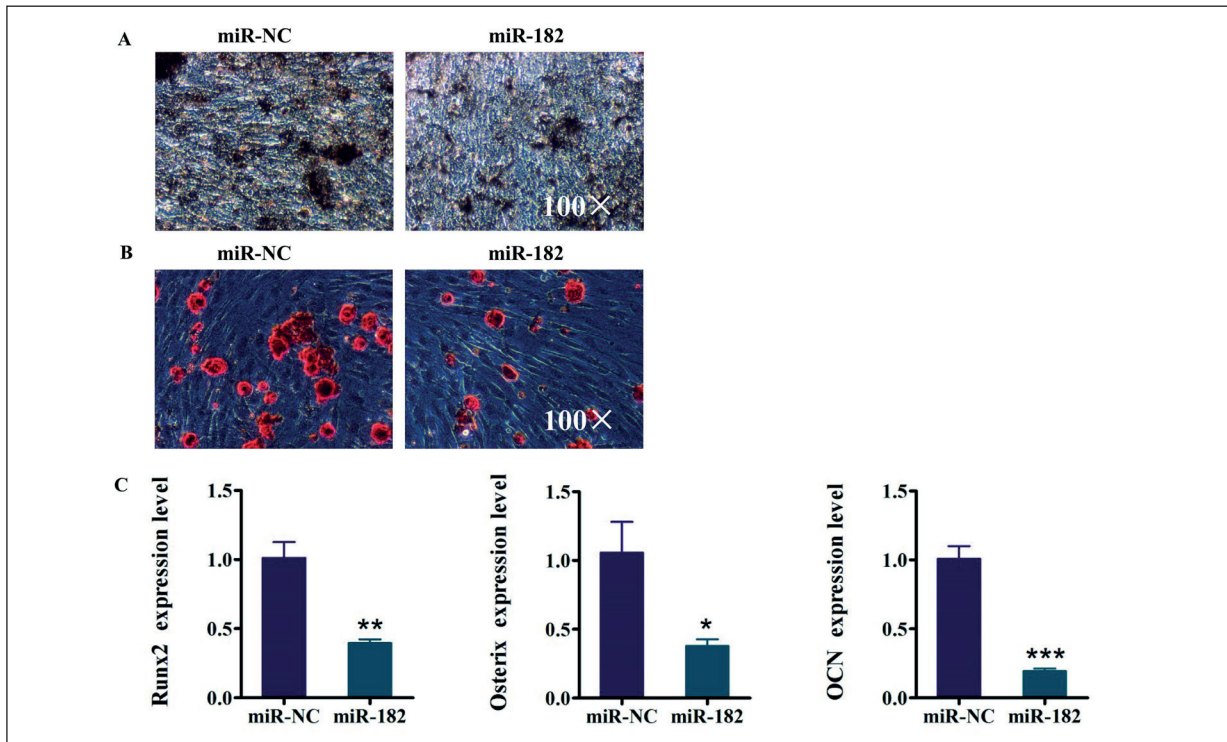 A
miR-NC miR-182
100×
B
miR-NC miR-182
100×
C
Runx2 expression level
1.5
1.0
0.5
0.0
**
miR-NC miR-182
Osterix expression level
1.5
1.0
0.5
0.0
*
miR-NC miR-182
OCN expression level
1.5
1.0
0.5
0.0
***
miR-NC miR-182